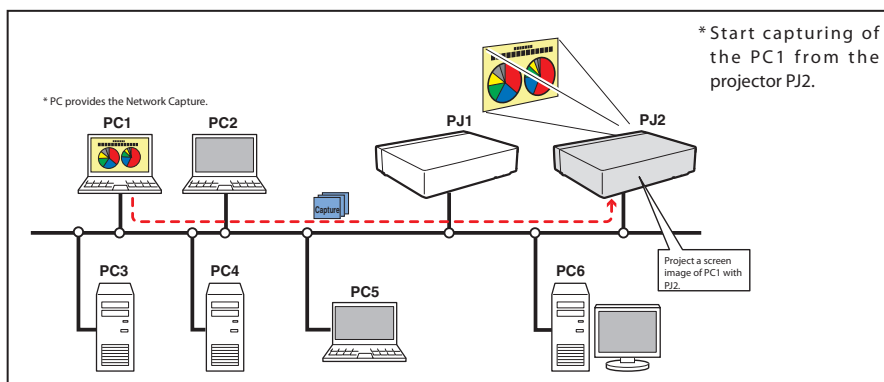 * Start capturing of
the PC1 from the
projector PJ2.
* PC provides the Network Capture.
PC1
PC2
PJ1
PJ2
Capture
Project a screen
image of PC1 with
PJ2.
PC3
PC4
PC5
PC6